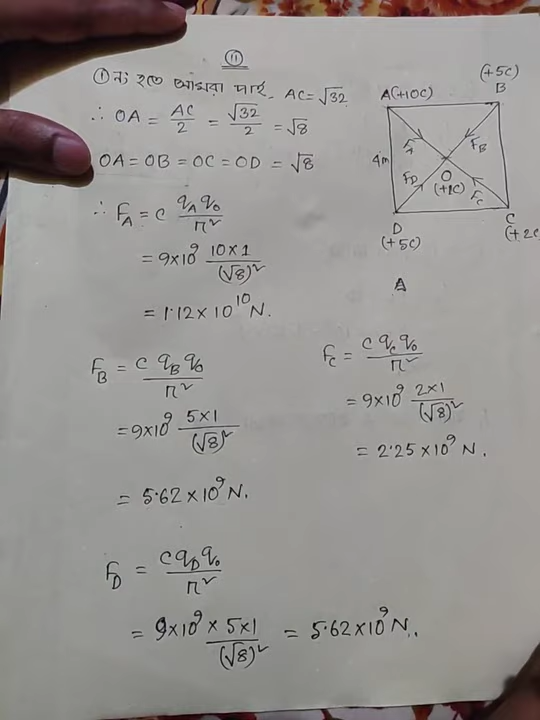 (ii)
① নং হতে আমরা পাই, AC = √32
∴ OA = AC/2 = √32/2 = √8
OA = OB = OC = OD = √8
A(+10C)
(+5C)
B
4m
F_A
F_B
F_D
F_C
O
(+1C)
D
(+5C)
C
(+2C
A
∴ F_A = C q_A q_0 / r²
= 9×10⁹ 10×1 / (√8)²
= 1.12 × 10¹⁰ N.
F_B = C q_B q_0 / r²
= 9×10⁹ 5×1 / (√8)²
= 5.62 × 10⁹ N.
F_C = C q_C q_0 / r²
= 9×10⁹ 2×1 / (√8)²
= 2.25 × 10⁹ N.
F_D = C q_D q_0 / r²
= 9×10⁹ × 5×1 / (√8)² = 5.62 × 10⁹ N.